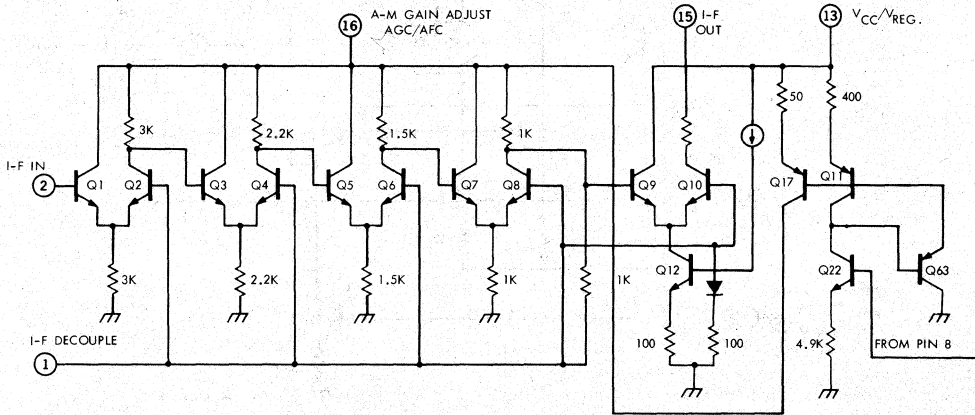 16 A-M GAIN ADJUST
AGC/AFC
15 I-F
OUT
13 VCC/VREG.
3K
2.2K
1.5K
1K
50
400
I-F IN
2
Q1
Q2
Q3
Q4
Q5
Q6
Q7
Q8
Q9
Q10
Q17
Q11
3K
2.2K
1.5K
1K
1K
Q12
Q22
Q63
I-F DECOUPLE
1
100
100
4.9K
FROM PIN 8